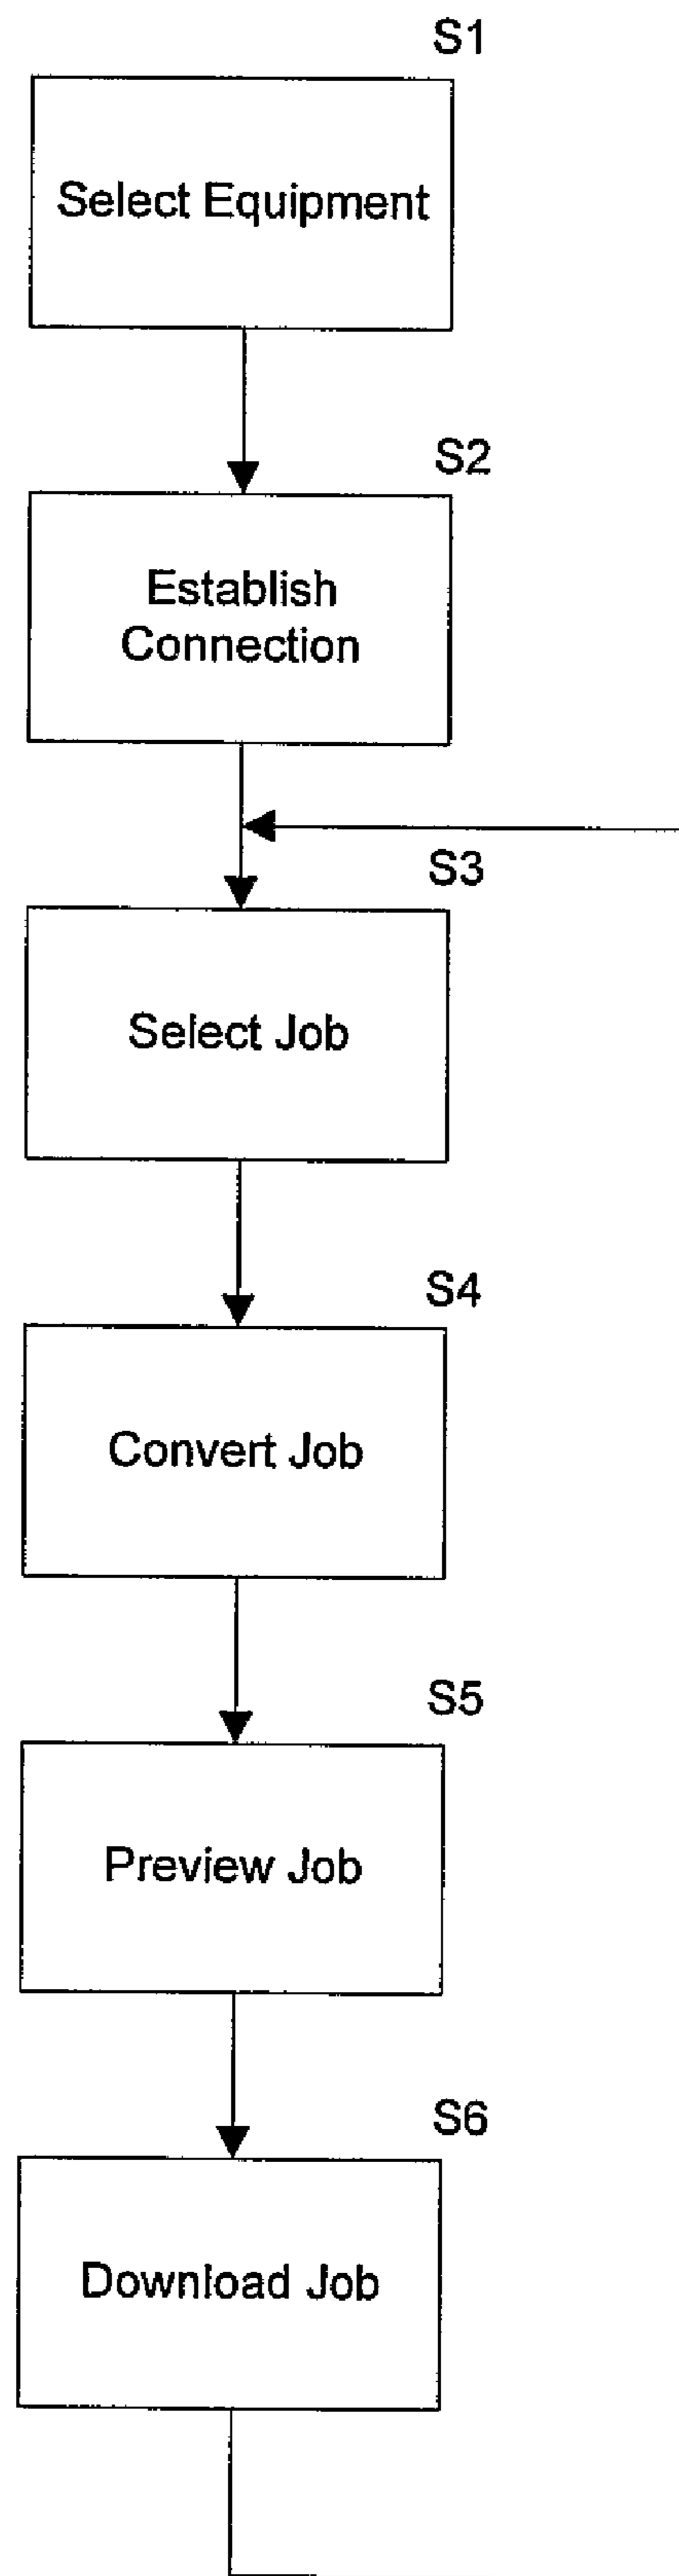 S1
Select Equipment
S2
Establish
Connection
S3
Select Job
S4
Convert Job
S5
Preview Job
S6
Download Job